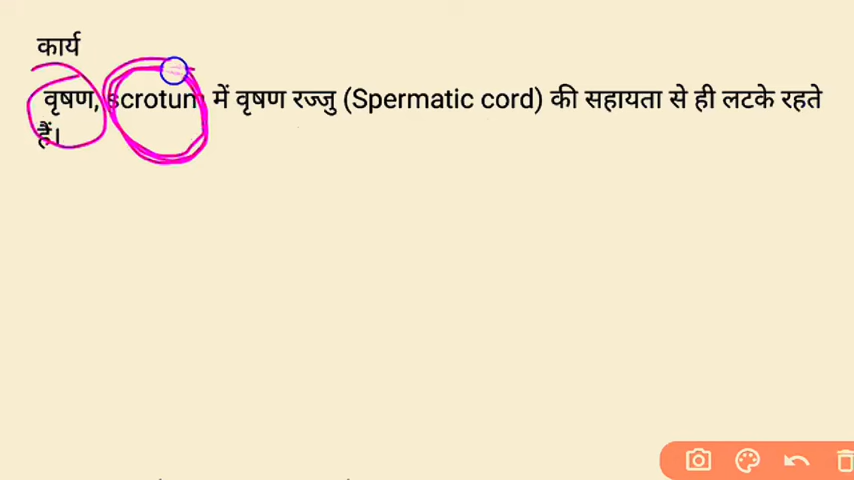 कार्य
वृषण, scrotum में वृषण रज्जु (Spermatic cord) की सहायता से ही लटके रहते
हैं।